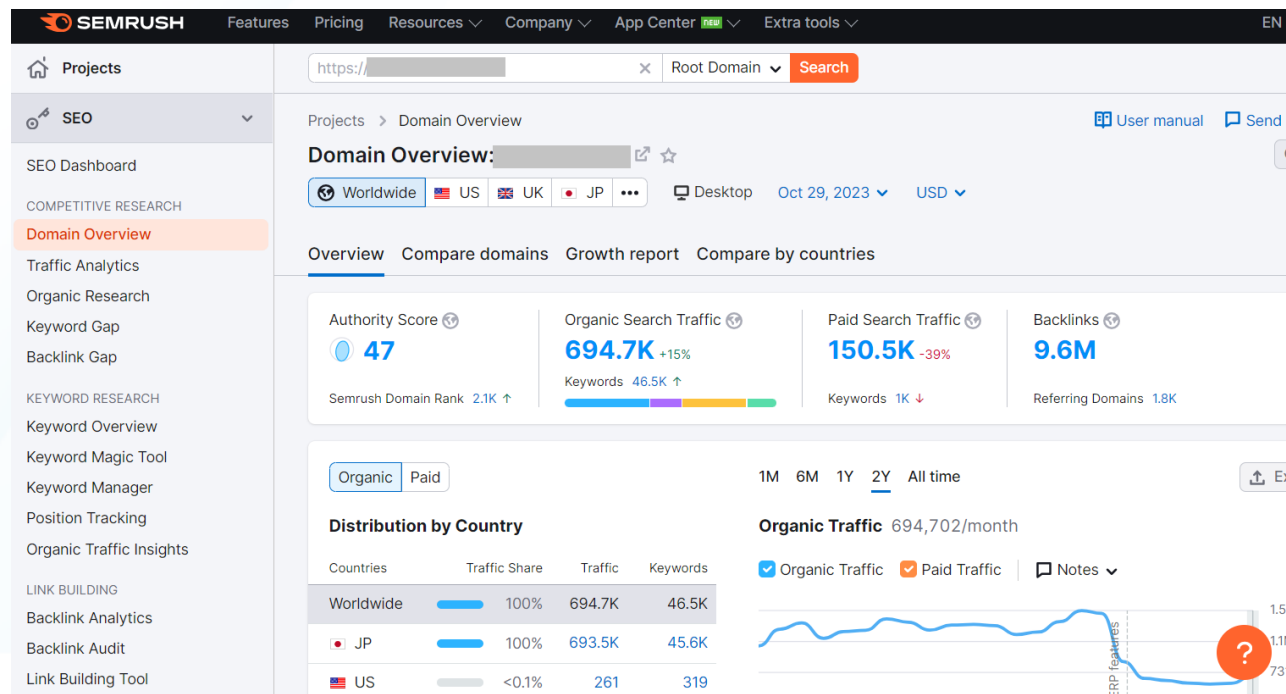 SEMRUSH Features Pricing Resources Company App Center NEW Extra tools EN
Projects
https:// Root Domain Search
SEO
Projects > Domain Overview User manual Send
Domain Overview:
SEO Dashboard
Worldwide US UK JP ••• Desktop Oct 29, 2023 USD
COMPETITIVE RESEARCH
Domain Overview
Traffic Analytics
Organic Research
Keyword Gap
Backlink Gap
Overview Compare domains Growth report Compare by countries
Authority Score Organic Search Traffic Paid Search Traffic Backlinks
47 694.7K +15% 150.5K -39% 9.6M
Keywords 46.5K ↑
Semrush Domain Rank 2.1K ↑ Keywords 1K ↓ Referring Domains 1.8K
KEYWORD RESEARCH
Keyword Overview
Keyword Magic Tool
Keyword Manager
Position Tracking
Organic Traffic Insights
Organic Paid 1M 6M 1Y 2Y All time
Distribution by Country Organic Traffic 694,702/month
Countries Traffic Share Traffic Keywords Organic Traffic Paid Traffic Notes
Worldwide 100% 694.7K 46.5K
JP 100% 693.5K 45.6K
US <0.1% 261 319
features
?
LINK BUILDING
Backlink Analytics
Backlink Audit
Link Building Tool